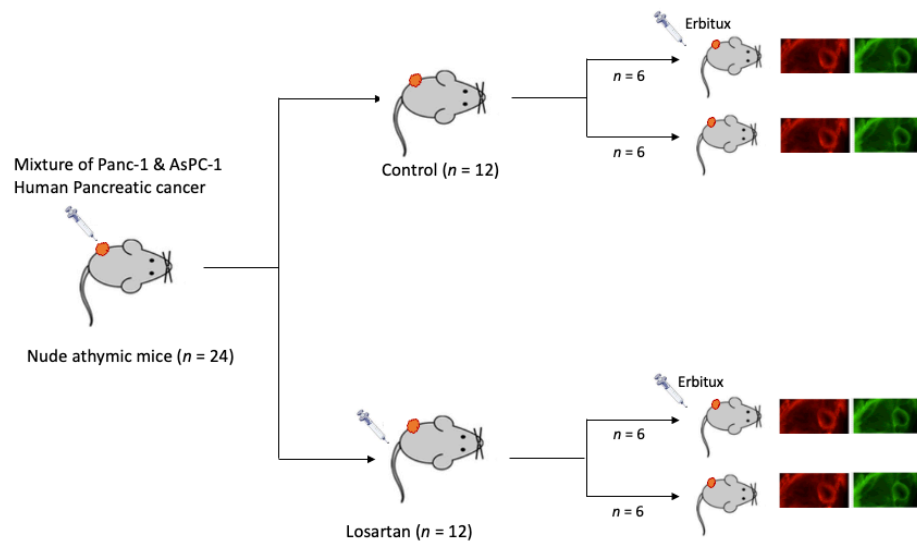 Erbitux
n = 6
n = 6
Control (n = 12)
Mixture of Panc-1 & AsPC-1
Human Pancreatic cancer
Nude athymic mice (n = 24)
Erbitux
n = 6
n = 6
Losartan (n = 12)